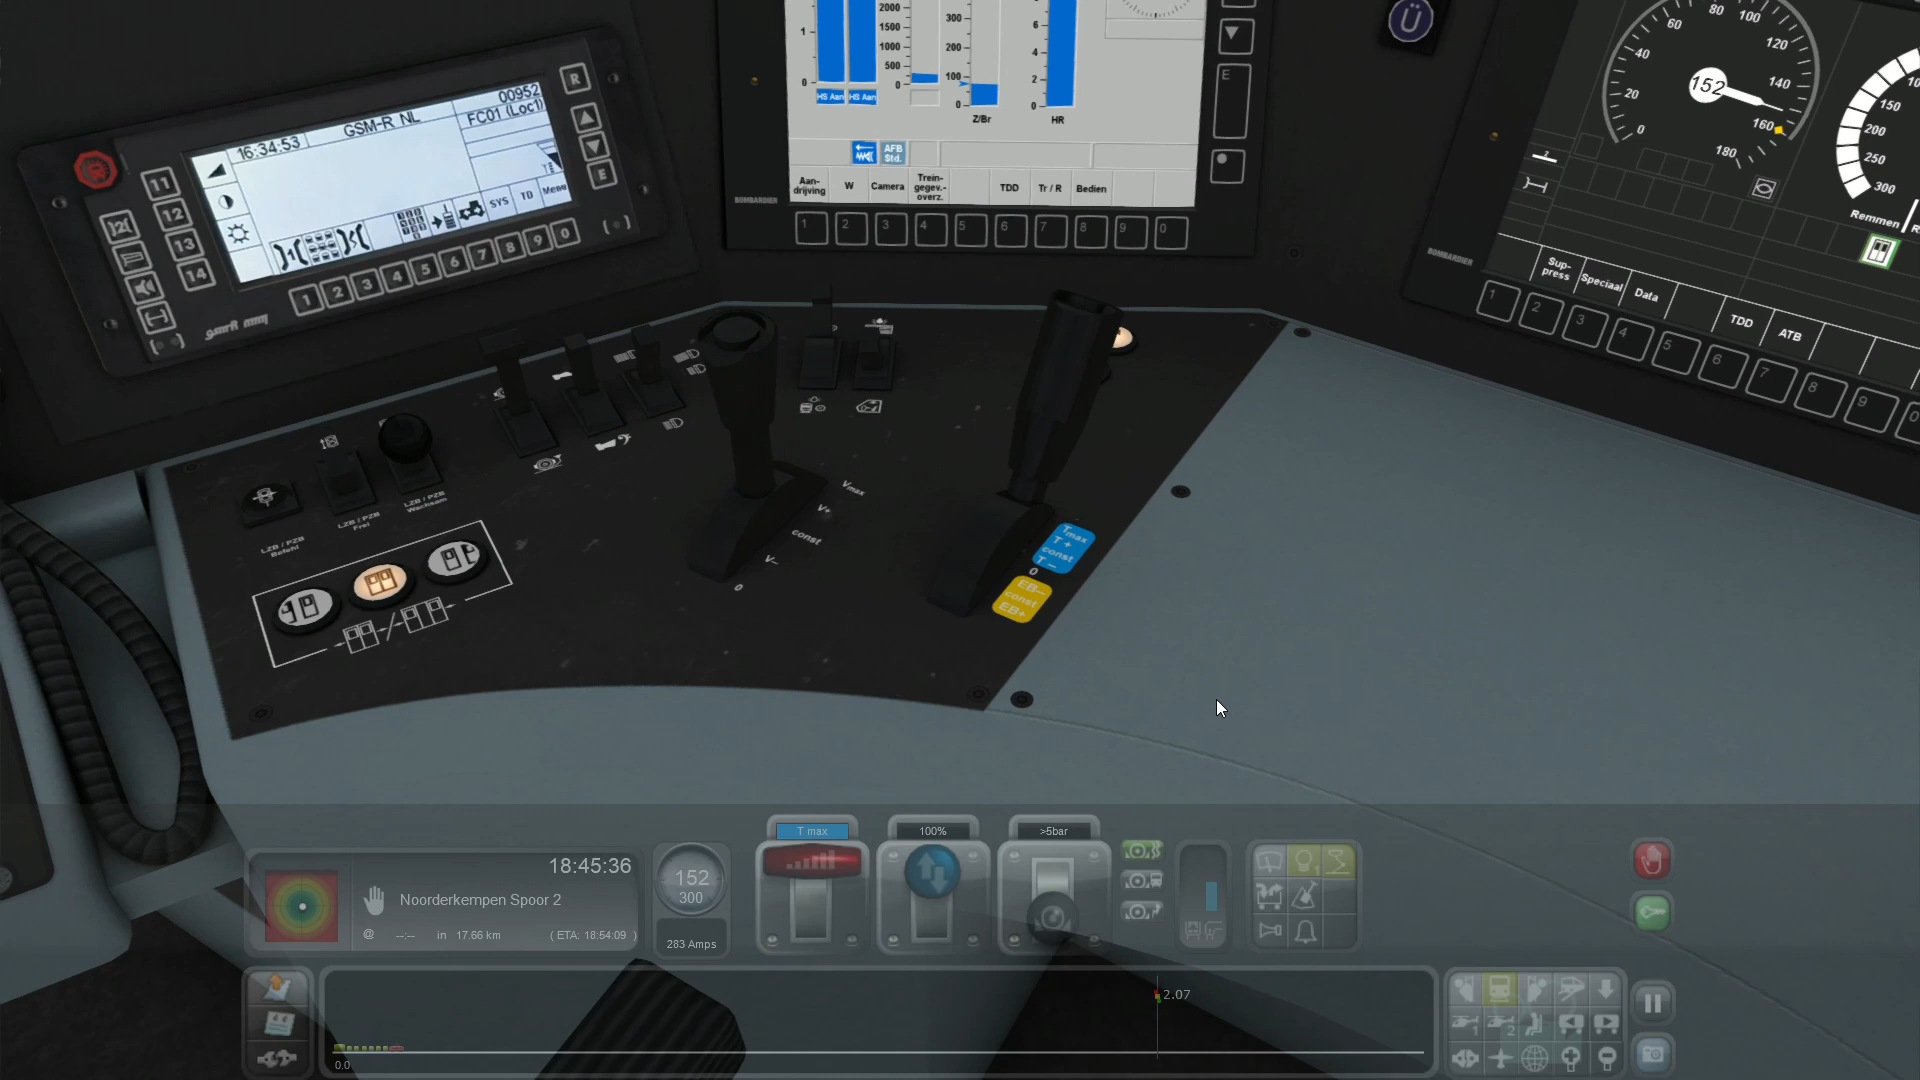 R
00952
FC01 (Loc1)
GSM-R NL
16:34:53
11
12
13
14
E
SYS
TD
Menu
1 2 3 4 5 6 7 8 9 0
1
0
HS Aan
HS Aan
2000
1500
1000
500
0
300
200
100
0
Z/Br
6
4
2
0
HR
AFB
Std.
Aan-
drijving
W
Camera
Trein-
gegev.-
overz.
TDD
Tr / R
Bedien
BOMBARDIER
1 2 3 4 5 6 7 8 9 0
E
Ü
0
20
40
60
80
100
120
140
160
180
152
150
200
250
300
Remmen
BOMBARDIER
Sup-
press
Speciaal
Data
TDD
ATB
1 2 3 4 5 6 7 8 9 0
LZB / PZB
Befehl
LZB / PZB
Frei
LZB / PZB
Wachsam
Vmax
V+
const
V–
0
Tmax
T +
const
T –
0
EB–
const
EB+
T max
100%
>5bar
18:45:36
Noorderkempen Spoor 2
@ --:-- in 17.66 km ( ETA: 18:54:09 )
152
300
283 Amps
2.07
0.0
1
2